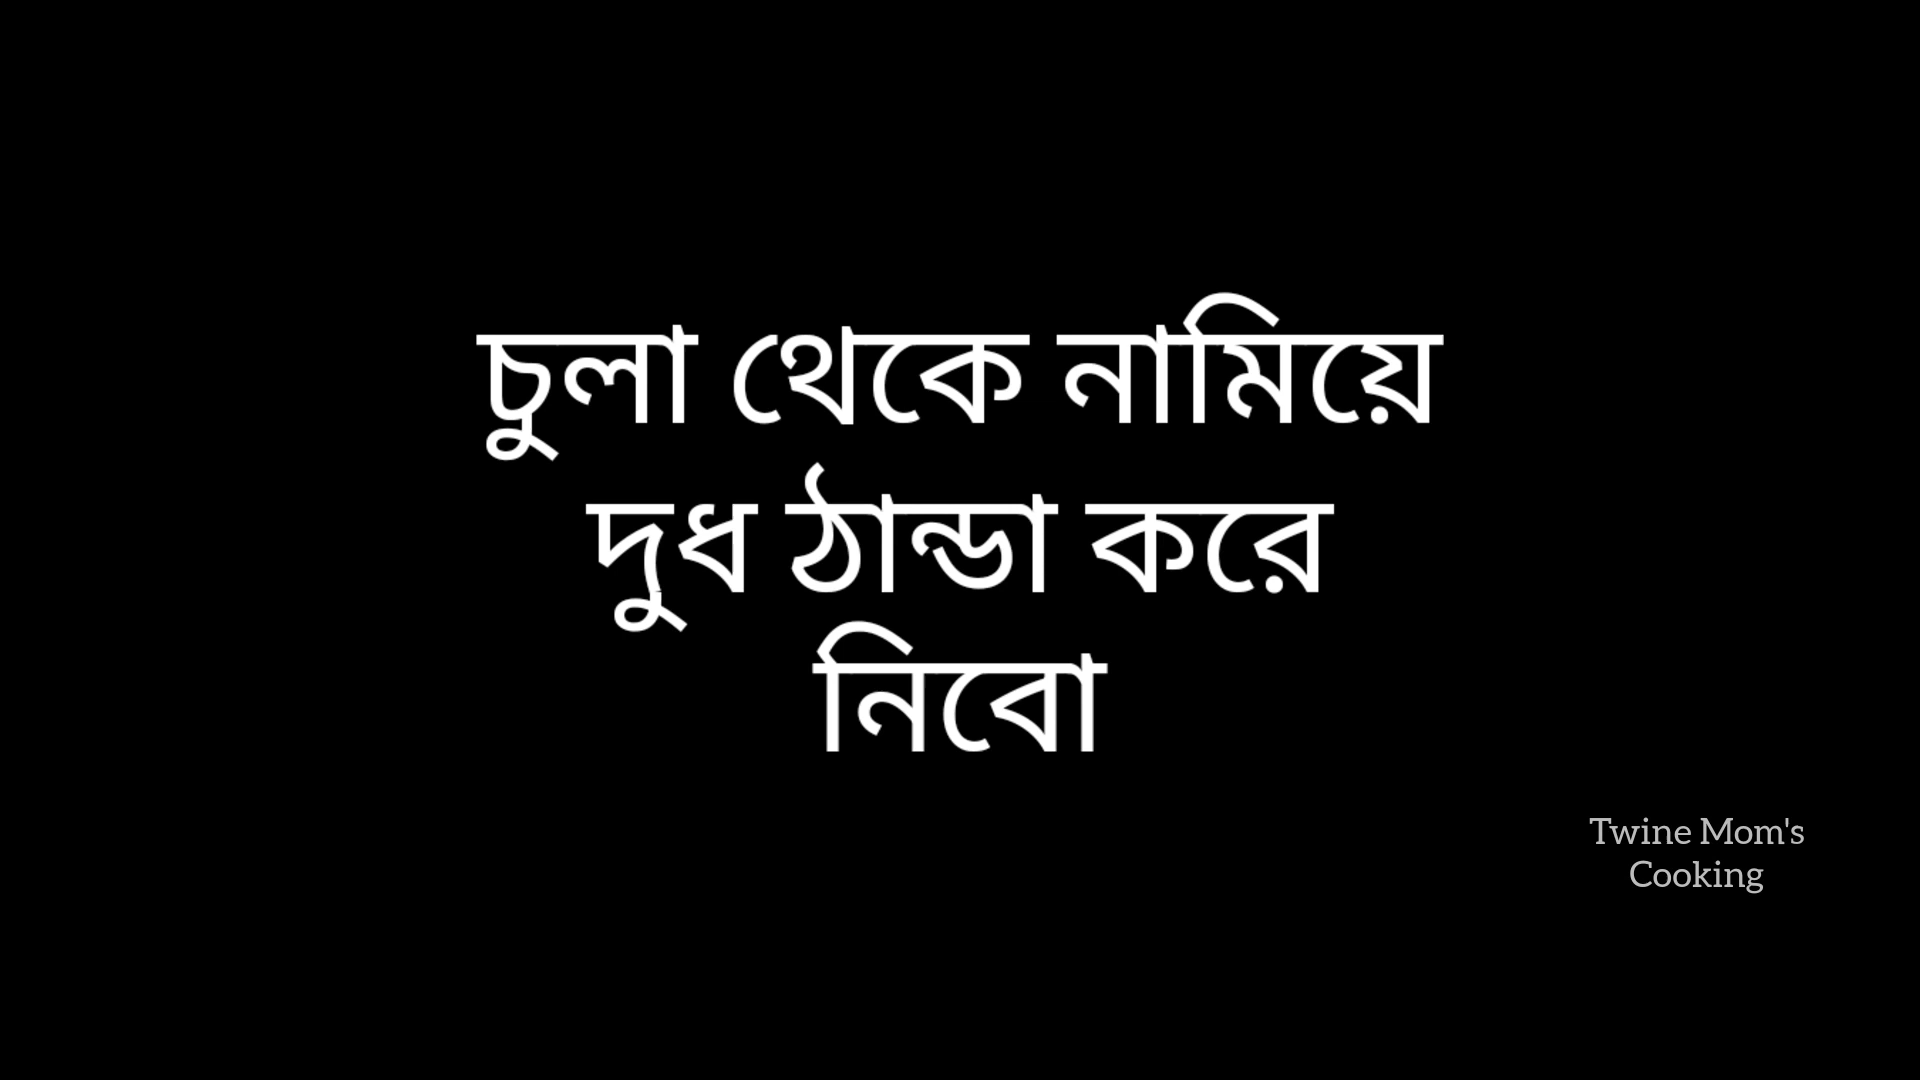 চুলা থেকে নামিয়ে
দুধ ঠান্ডা করে
নিবো
Twine Mom's
Cooking